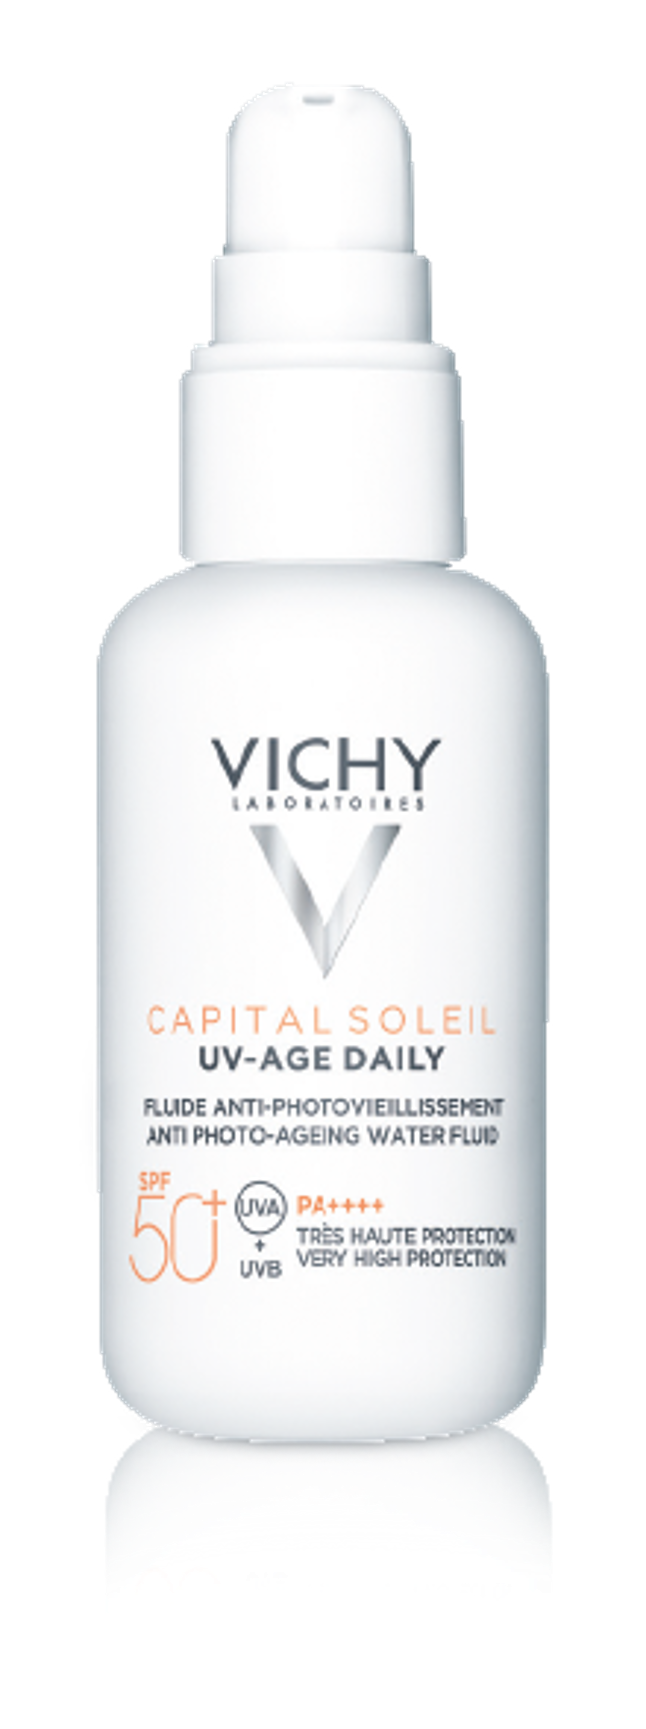 VICHY
LABORATOIRES
CAPITAL SOLEIL
UV-AGE DAILY
FLUIDE ANTI-PHOTOVIEILLISSEMENT
ANTI PHOTO-AGEING WATER FLUID
SPF
50+
UVA
+
UVB
PA++++
TRÈS HAUTE PROTECTION
VERY HIGH PROTECTION